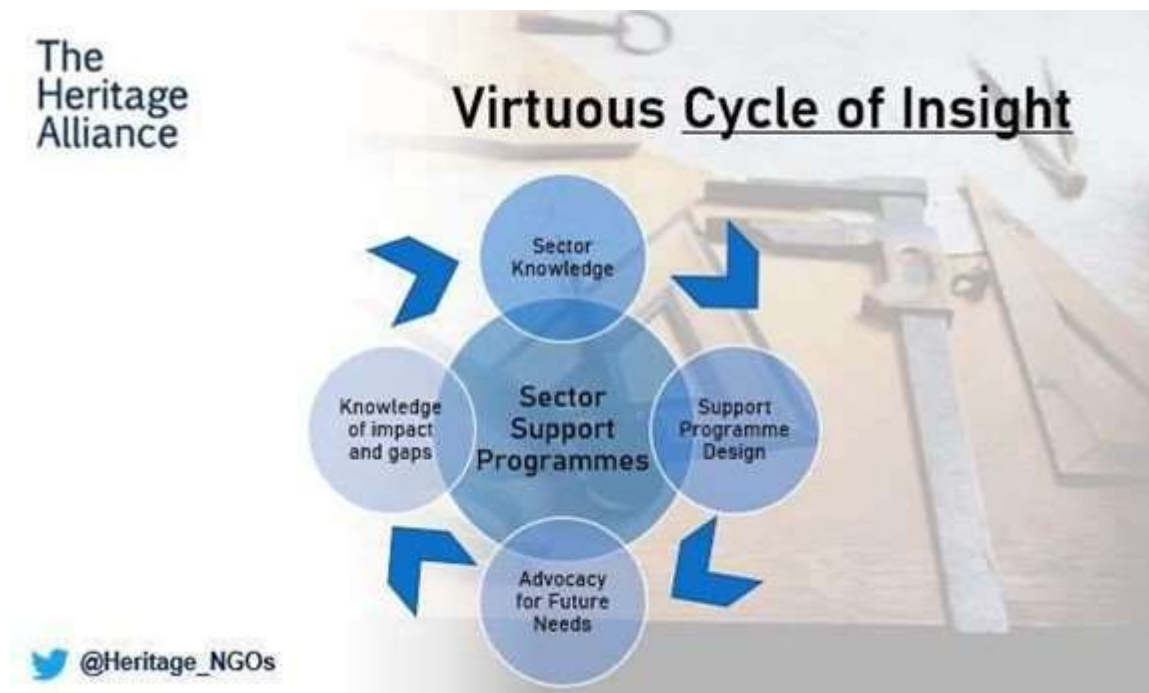 The
Heritage
Alliance
Virtuous Cycle of Insight
Sector
Knowledge
Support
Programme
Design
Advocacy
for Future
Needs
Knowledge
of impact
and gaps
Sector
Support
Programmes
@Heritage_NGOs